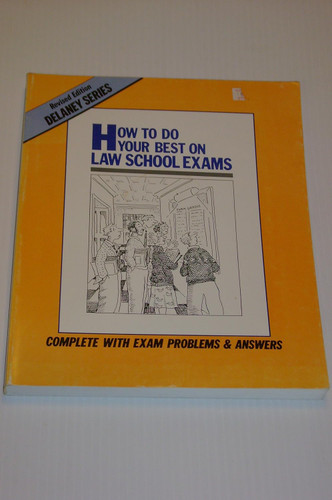 Revised Edition
DELANEY SERIES
HOW TO DO
YOUR BEST ON
LAW SCHOOL EXAMS
COMPLETE WITH EXAM PROBLEMS & ANSWERS